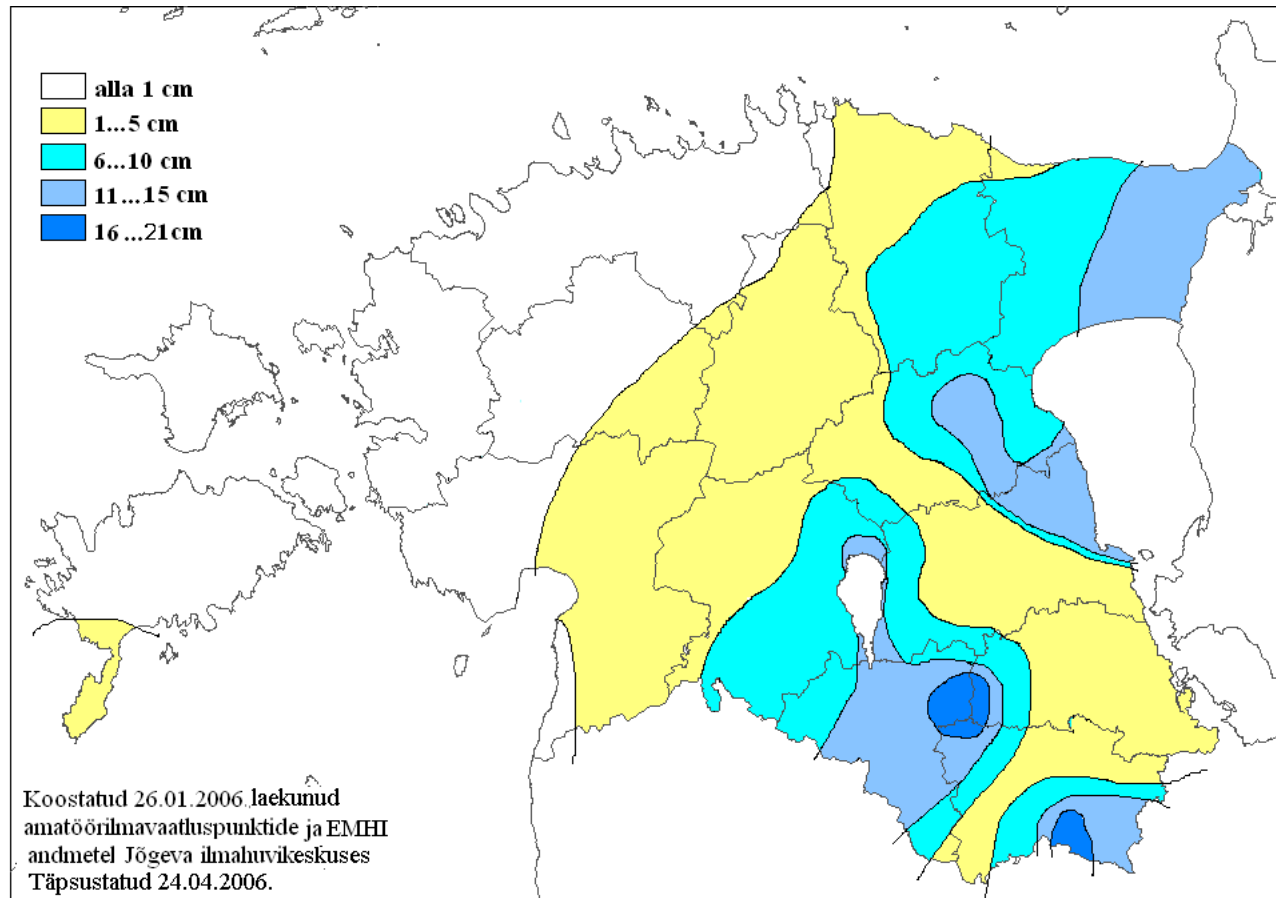 alla 1 cm
1...5 cm
6...10 cm
11...15 cm
16 ...21cm
Koostatud 26.01.2006. laekunud
amatöörilmavaatluspunktide ja EMHI
andmetel Jõgeva ilmahuvikeskuses
Täpsustatud 24.04.2006.